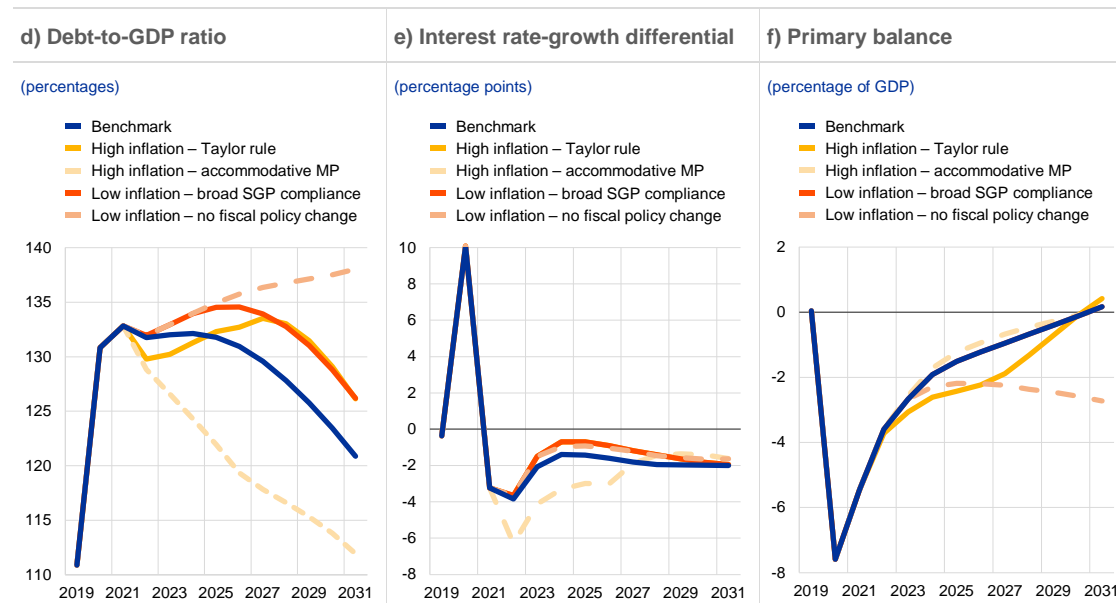 d) Debt-to-GDP ratio
(percentages)
Benchmark
High inflation – Taylor rule
High inflation – accommodative MP
Low inflation – broad SGP compliance
Low inflation – no fiscal policy change
140
135
130
125
120
115
110
2019 2021 2023 2025 2027 2029 2031
e) Interest rate-growth differential
(percentage points)
Benchmark
High inflation – Taylor rule
High inflation – accommodative MP
Low inflation – broad SGP compliance
Low inflation – no fiscal policy change
10
8
6
4
2
0
-2
-4
-6
-8
2019 2021 2023 2025 2027 2029 2031
f) Primary balance
(percentage of GDP)
Benchmark
High inflation – Taylor rule
High inflation – accommodative MP
Low inflation – broad SGP compliance
Low inflation – no fiscal policy change
2
0
-2
-4
-6
-8
2019 2021 2023 2025 2027 2029 2031